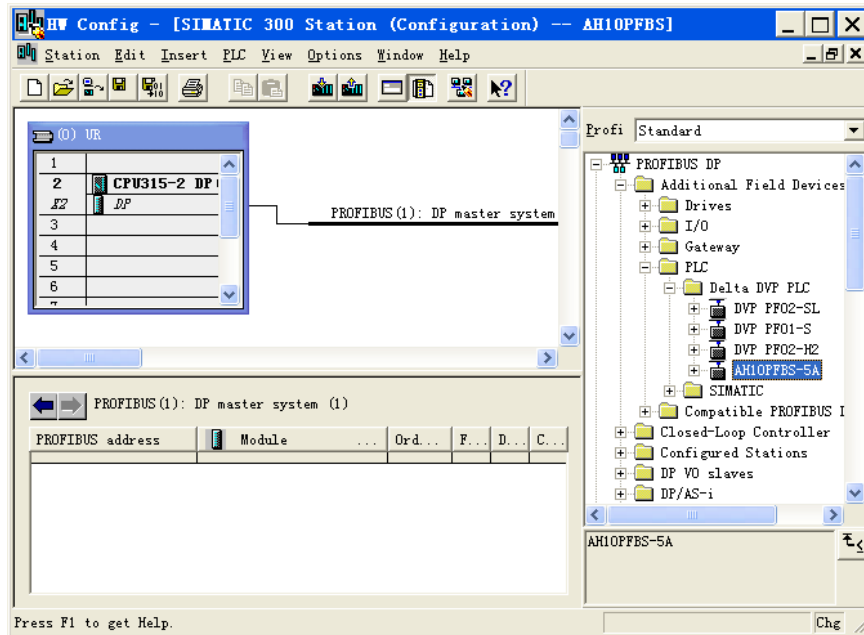 HW Config - [SIMATIC 300 Station (Configuration) -- AH10PFBS]
Station Edit Insert PLC View Options Window Help
(0) UR
1
2 CPU315-2 DP
X2 DP
3
4
5
6
PROFIBUS(1): DP master system
Profi Standard
PROFIBUS DP
Additional Field Devices
Drives
I/O
Gateway
PLC
Delta DVP PLC
DVP PF02-SL
DVP PF01-S
DVP PF02-H2
AH10PFBS-5A
SIMATIC
Compatible PROFIBUS
Closed-Loop Controller
Configured Stations
DP V0 slaves
DP/AS-i
PROFIBUS(1): DP master system (1)
PROFIBUS address Module ... Ord... F... D... C...
AH10PFBS-5A
Press F1 to get Help.
Chg